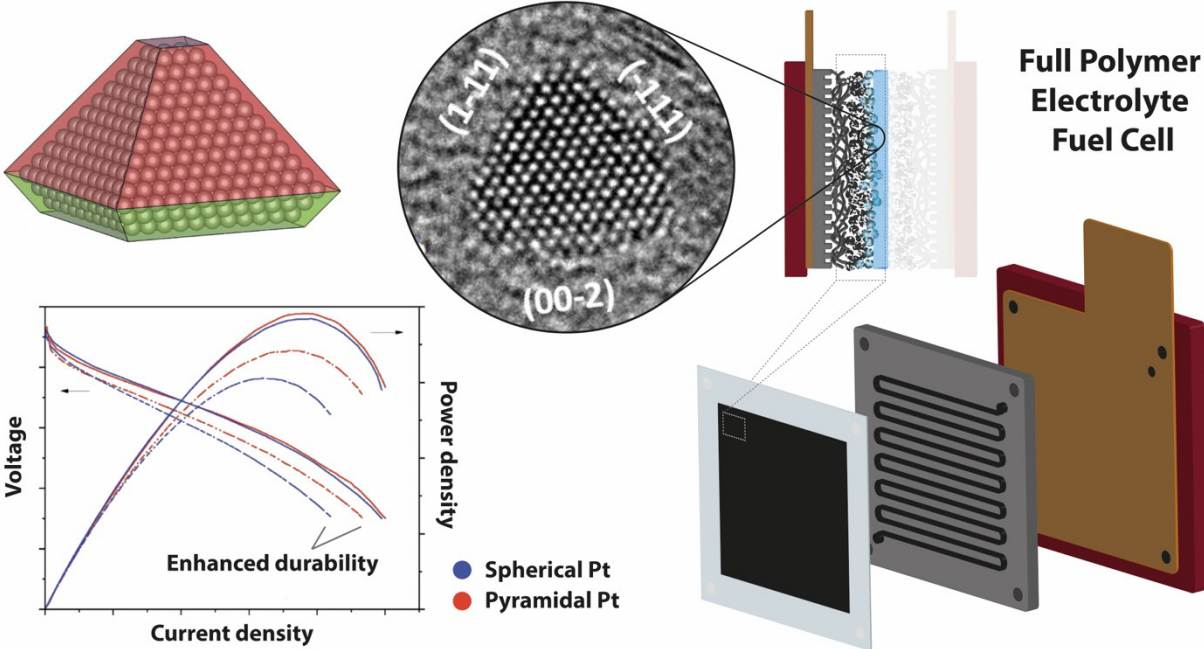 (1-11)
(-111)
(00-2)
Full Polymer
Electrolyte
Fuel Cell
Voltage
Power density
Enhanced durability
Current density
Spherical Pt
Pyramidal Pt